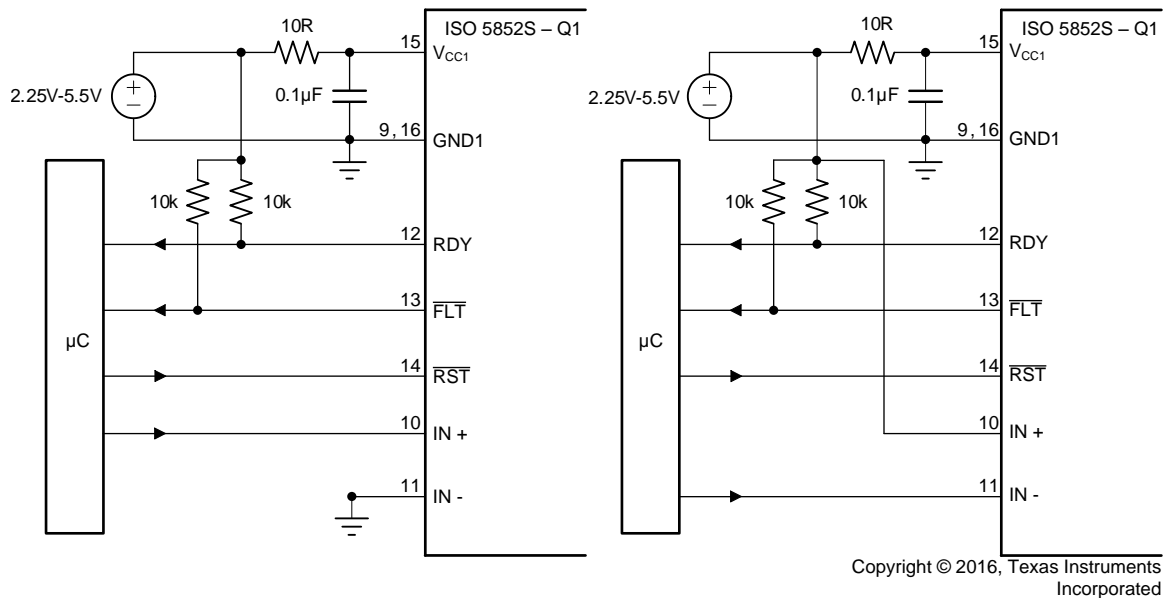 10R
ISO 5852S – Q1
15
VCC1
2.25V-5.5V
0.1µF
9, 16
GND1
10k
10k
12
RDY
13
FLT
µC
14
RST
10
IN +
11
IN -
10R
ISO 5852S – Q1
15
VCC1
2.25V-5.5V
0.1µF
9, 16
GND1
10k
10k
12
RDY
13
FLT
µC
14
RST
10
IN +
11
IN -
Copyright © 2016, Texas Instruments
Incorporated